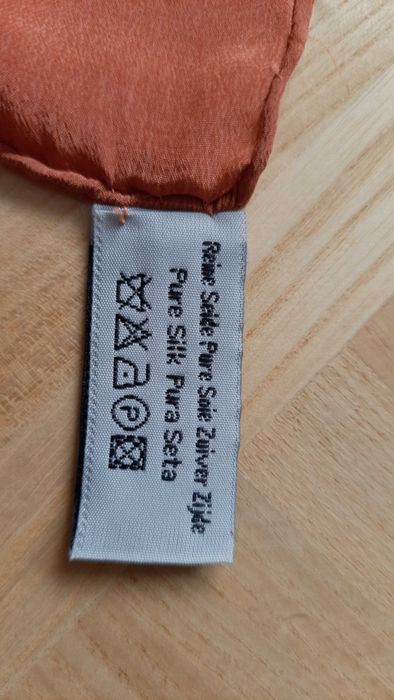 Reine Seide Pure Soie Zuiver Zijde
Pure Silk Pura Seta
P